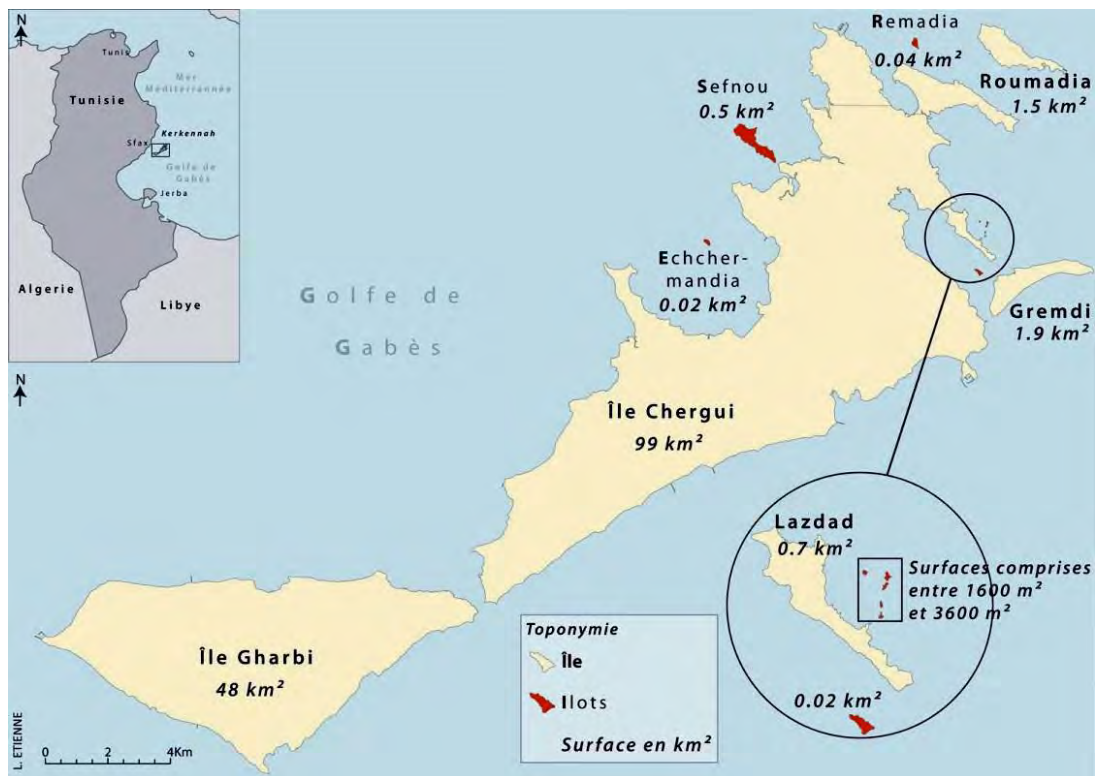 N
Tunis
Mer
Méditerrannée
Tunisie
Kerkennah
Sfax
Golfe de
Gabès
Jerba
Algerie
Libye
N
Remadia
0.04 km²
Roumadia
1.5 km²
Sefnou
0.5 km²
Echcher-
mandia
0.02 km²
Golfe de
Gabès
Gremdi
1.9 km²
Île Chergui
99 km²
Lazdad
0.7 km²
Surfaces comprises
entre 1600 m²
et 3600 m²
0.02 km²
Île Gharbi
48 km²
Toponymie
Île
Ilots
Surface en km²
L. ETIENNE
0 2 4Km